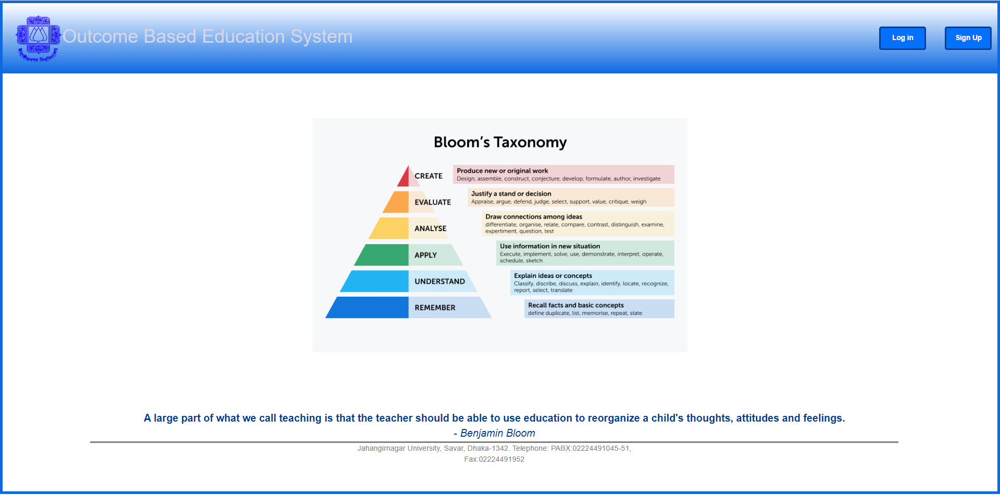 জাহাঙ্গীরনগর বিশ্ববিদ্যালয়
Outcome Based Education System
Log in
Sign Up
Bloom’s Taxonomy
CREATE
Produce new or original work
Design, assemble, construct, conjecture, develop, formulate, author, investigate
EVALUATE
Justify a stand or decision
Appraise, argue, defend, judge, select, support, value, critique, weigh
ANALYSE
Draw connections among ideas
differentiate, organise, relate, compare, contrast, distinguish, examine,
expertiment, question, test
APPLY
Use information in new situation
Execute, implement, solve, use, demonstrate, interpret, operate,
schedule, sketch
UNDERSTAND
Explain ideas or concepts
Classify, discribe, discuss, explain, identify, locate, recognize,
report, select, translate
REMEMBER
Recall facts and basic concepts
define duplicate, list, memorise, repeat, state
A large part of what we call teaching is that the teacher should be able to use education to reorganize a child's thoughts, attitudes and feelings.
- Benjamin Bloom
Jahangirnagar University, Savar, Dhaka-1342. Telephone: PABX:02224491045-51,
Fax:02224491952